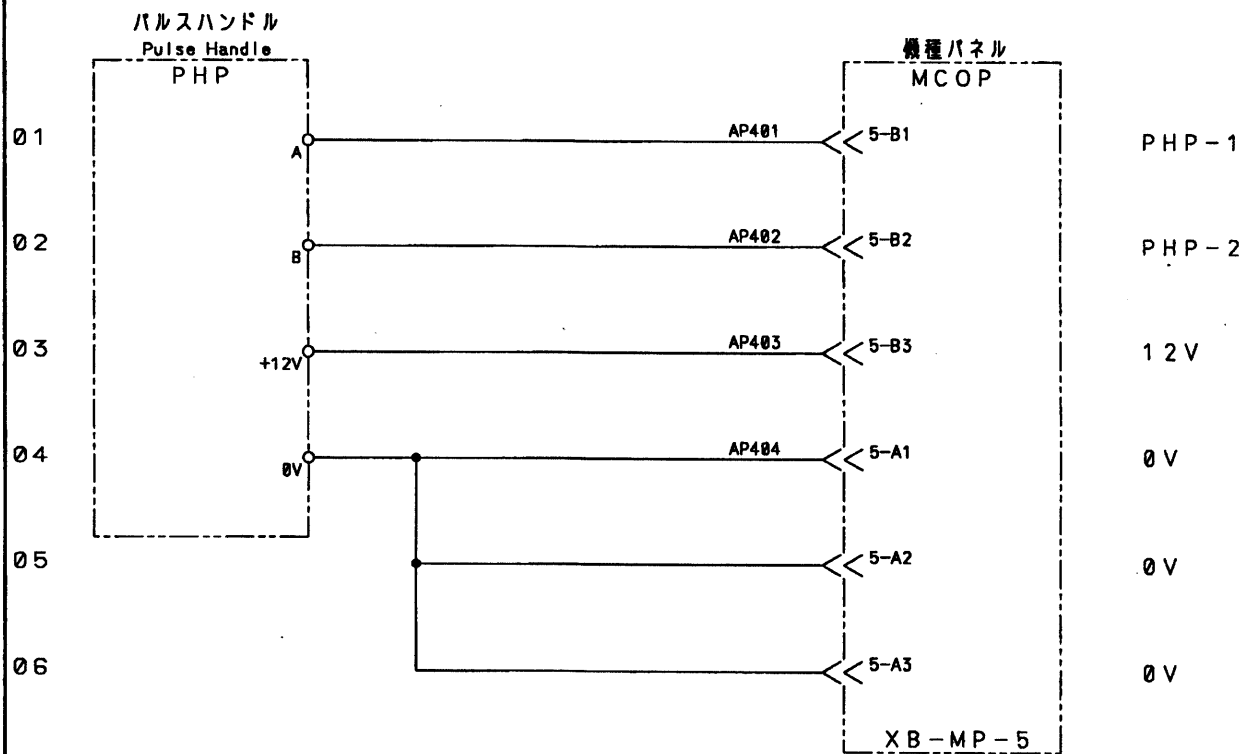 パルスハンドル
Pulse Handle
PHP
機種パネル
MCOP
01
A
AP401
5-B1
PHP-1
02
B
AP402
5-B2
PHP-2
03
+12V
AP403
5-B3
12V
04
0V
AP404
5-A1
0V
05
5-A2
0V
06
5-A3
0V
XB-MP-5